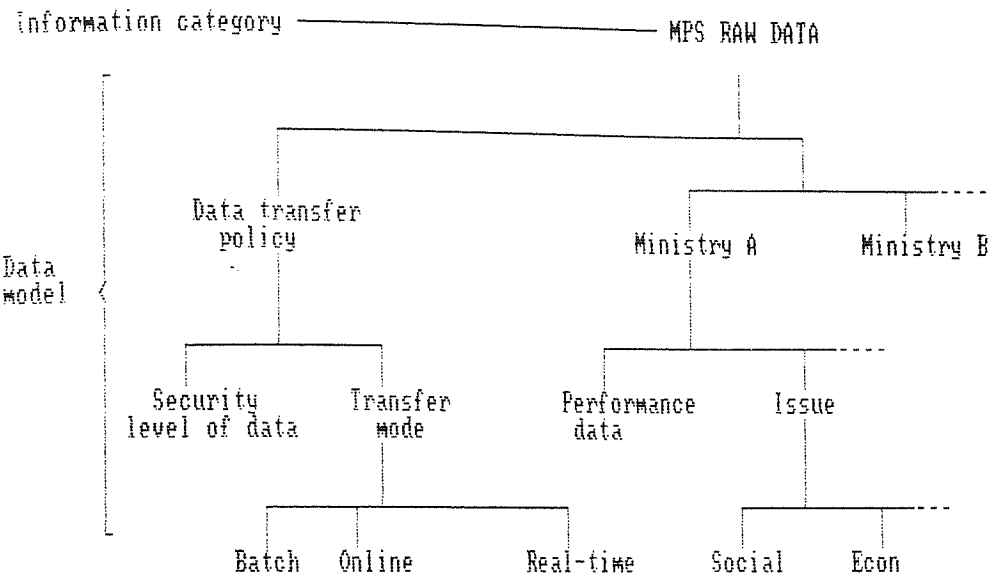 Information category
MPS RAW DATA
Data transfer
policy
Ministry A
Ministry B
Data
model
Security
level of data
Transfer
mode
Performance
data
Issue
Batch
Online
Real-time
Social
Econ